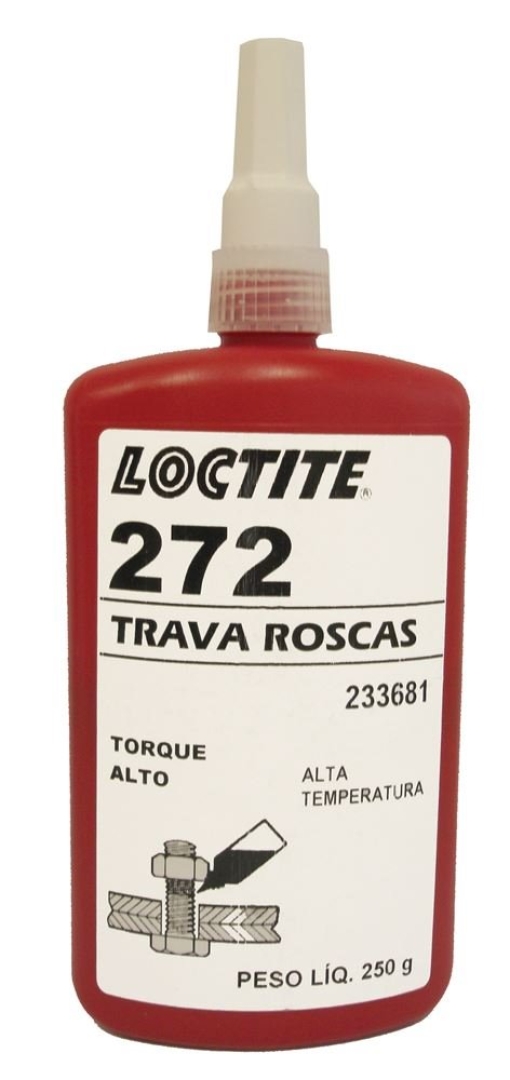 LOCTITE®
272
TRAVA ROSCAS
233681
TORQUE
ALTO
ALTA
TEMPERATURA
PESO LÍQ. 250 g